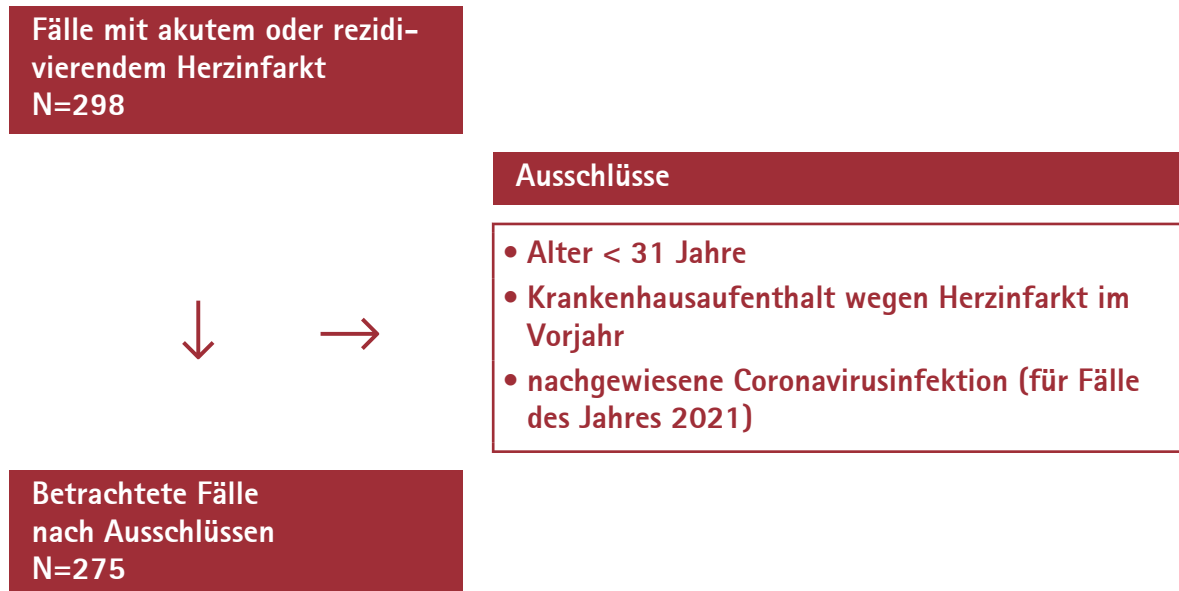 Fälle mit akutem oder rezidi-
vierendem Herzinfarkt
N=298
Ausschlüsse
• Alter < 31 Jahre
• Krankenhausaufenthalt wegen Herzinfarkt im
Vorjahr
• nachgewiesene Coronavirusinfektion (für Fälle
des Jahres 2021)
Betrachtete Fälle
nach Ausschlüssen
N=275